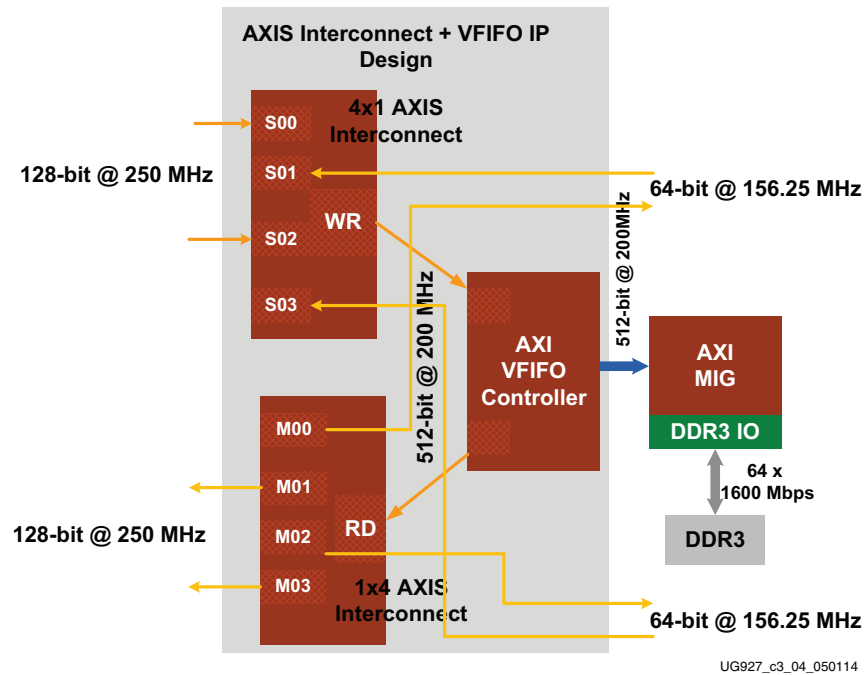 AXIS Interconnect + VFIFO IP
Design
4x1 AXIS
Interconnect
S00
S01
WR
S02
S03
128-bit @ 250 MHz
64-bit @ 156.25 MHz
512-bit @ 200 MHz
512-bit @ 200MHz
AXI
VFIFO
Controller
AXI
MIG
DDR3 IO
64 x
1600 Mbps
DDR3
M00
M01
M02
M03
RD
128-bit @ 250 MHz
1x4 AXIS
Interconnect
64-bit @ 156.25 MHz
UG927_c3_04_050114